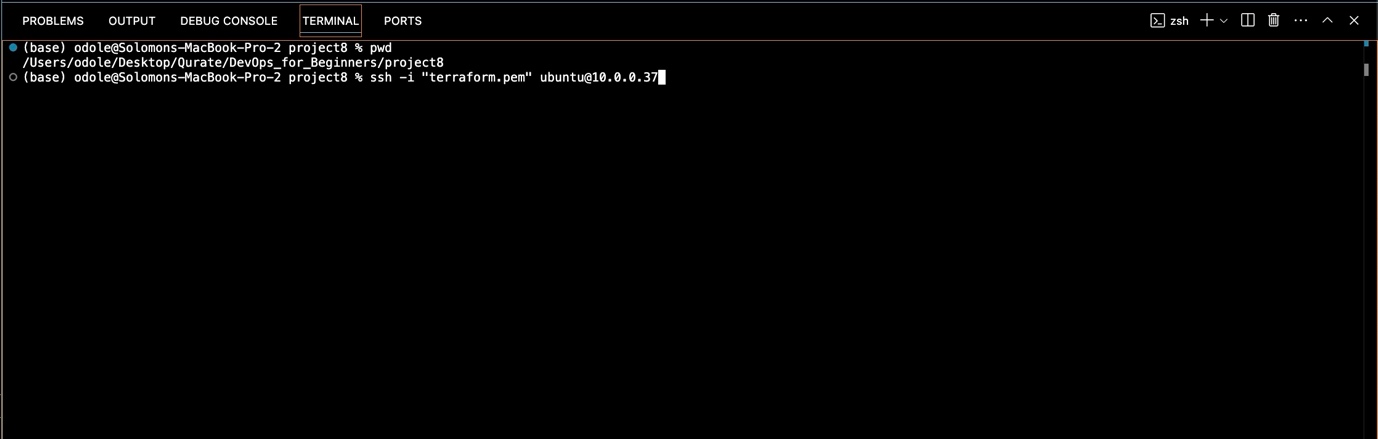 PROBLEMS OUTPUT DEBUG CONSOLE TERMINAL PORTS zsh
(base) odole@Solomons-MacBook-Pro-2 project8 % pwd
/Users/odole/Desktop/Qurate/DevOps_for_Beginners/project8
(base) odole@Solomons-MacBook-Pro-2 project8 % ssh -i "terraform.pem" ubuntu@10.0.0.37